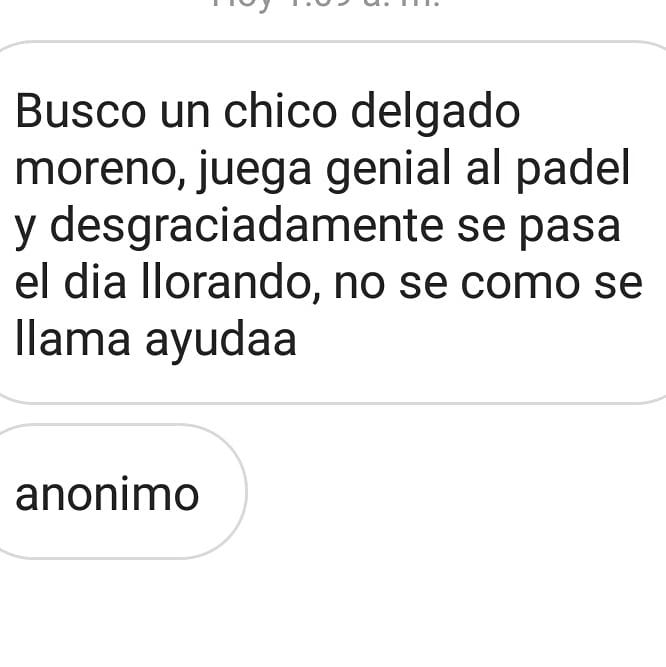 Busco un chico delgado
moreno, juega genial al padel
y desgraciadamente se pasa
el dia llorando, no se como se
llama ayudaa
anonimo